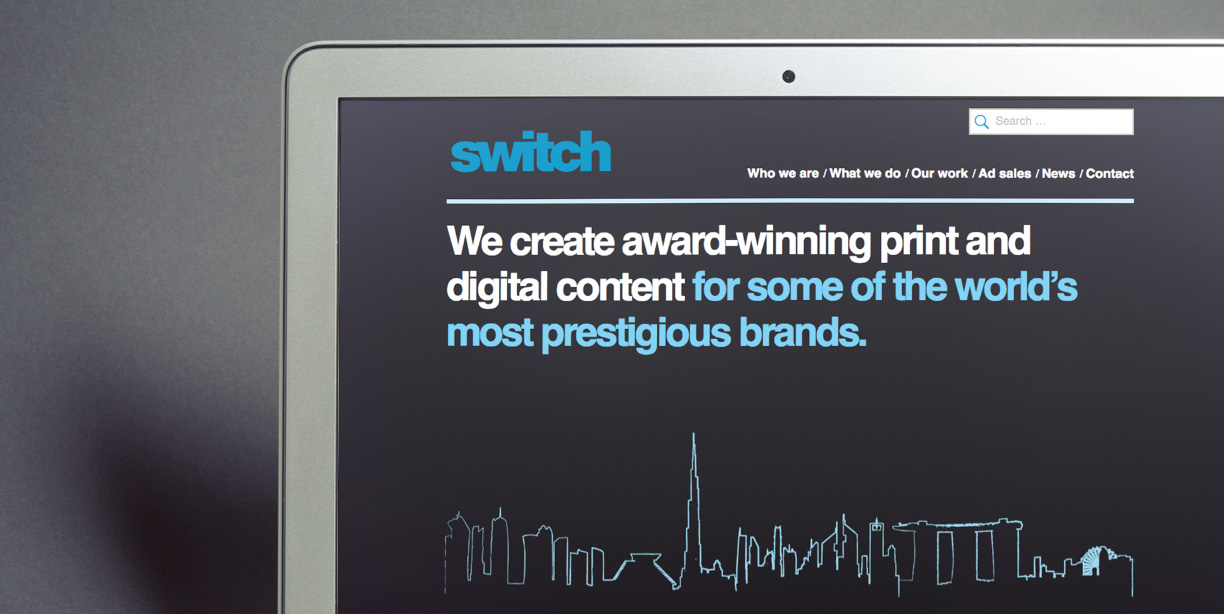 Search ...
switch
Who we are / What we do / Our work / Ad sales / News / Contact
We create award-winning print and
digital content for some of the world’s
most prestigious brands.